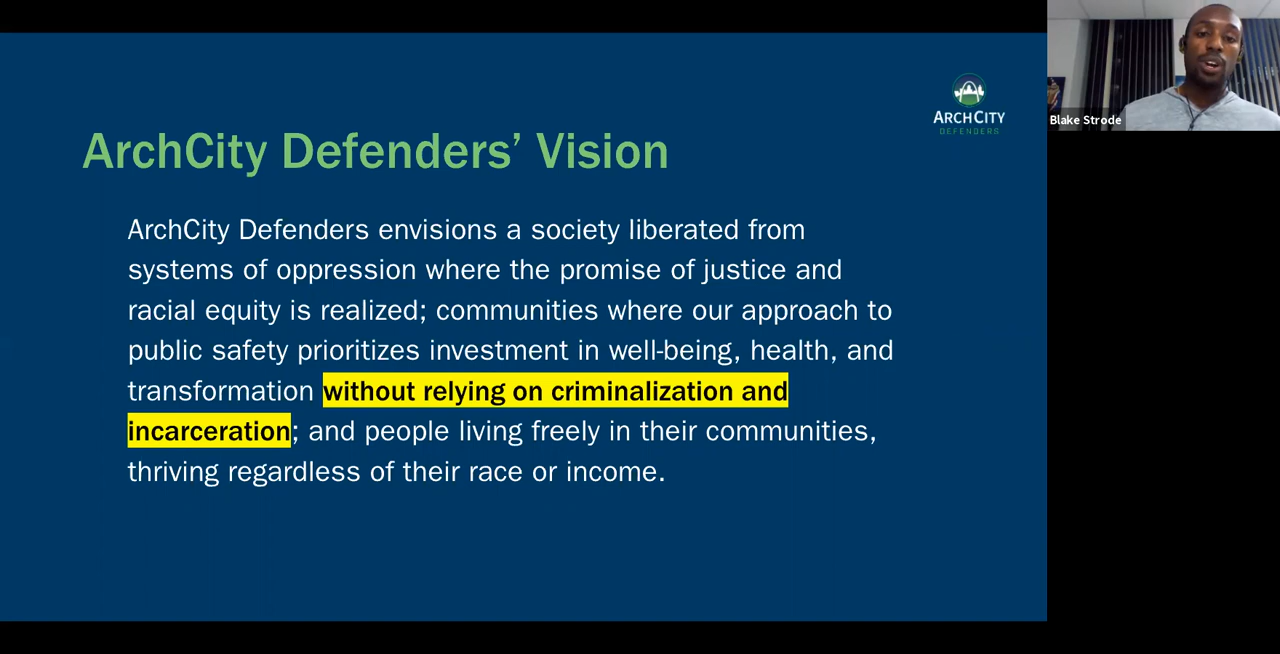 ArchCity Defenders’ Vision
ARCHCITY
DEFENDERS
ArchCity Defenders envisions a society liberated from
systems of oppression where the promise of justice and
racial equity is realized; communities where our approach to
public safety prioritizes investment in well-being, health, and
transformation without relying on criminalization and
incarceration; and people living freely in their communities,
thriving regardless of their race or income.
Blake Strode